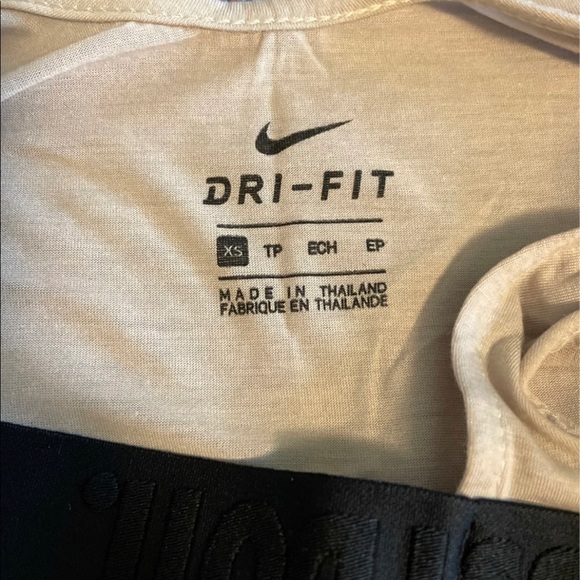 DRI-FIT
XS TP ECH EP
MADE IN THAILAND
FABRIQUE EN THAILANDE